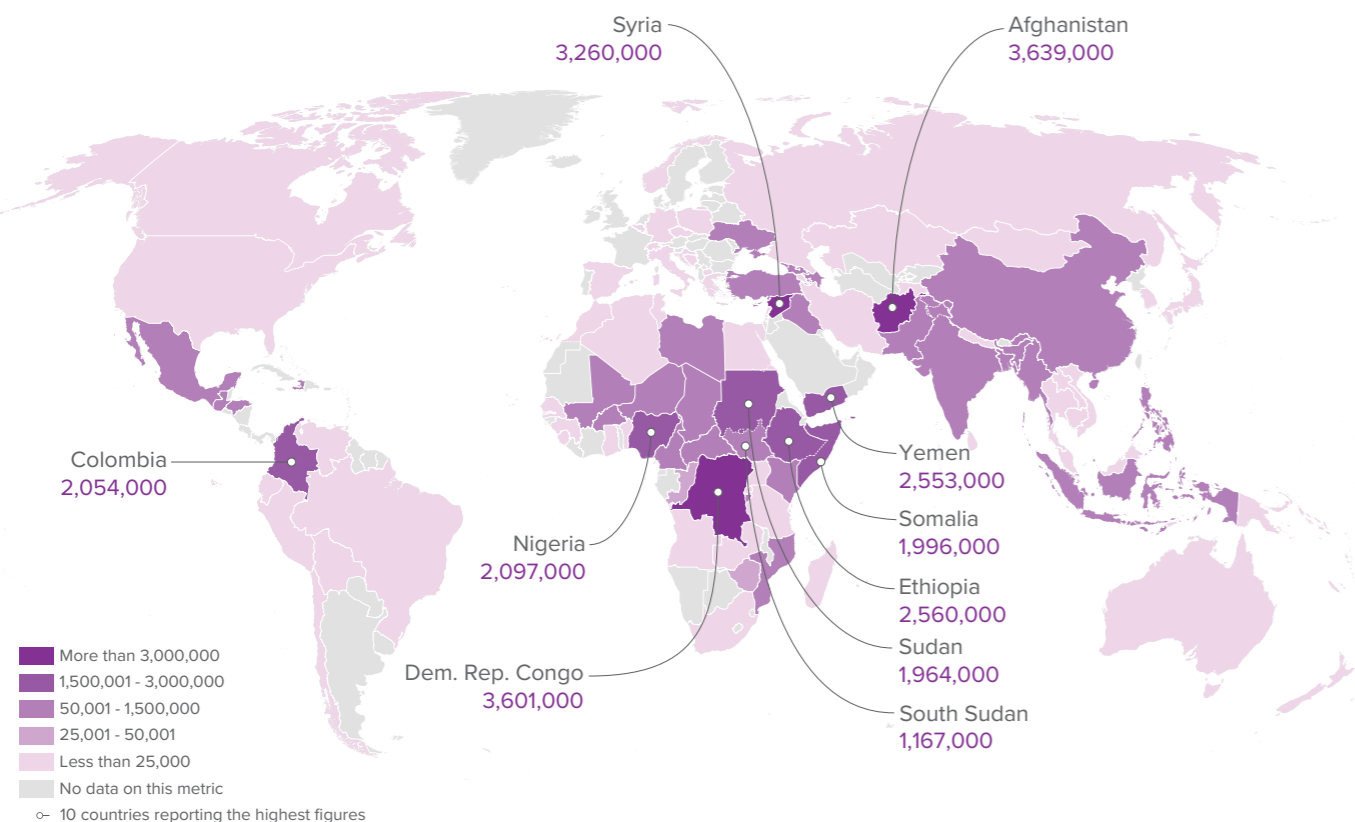 Syria
3,260,000
Afghanistan
3,639,000
Colombia
2,054,000
Nigeria
2,097,000
Dem. Rep. Congo
3,601,000
Yemen
2,553,000
Somalia
1,996,000
Ethiopia
2,560,000
Sudan
1,964,000
South Sudan
1,167,000
More than 3,000,000
1,500,001 - 3,000,000
50,001 - 1,500,000
25,001 - 50,001
Less than 25,000
No data on this metric
10 countries reporting the highest figures